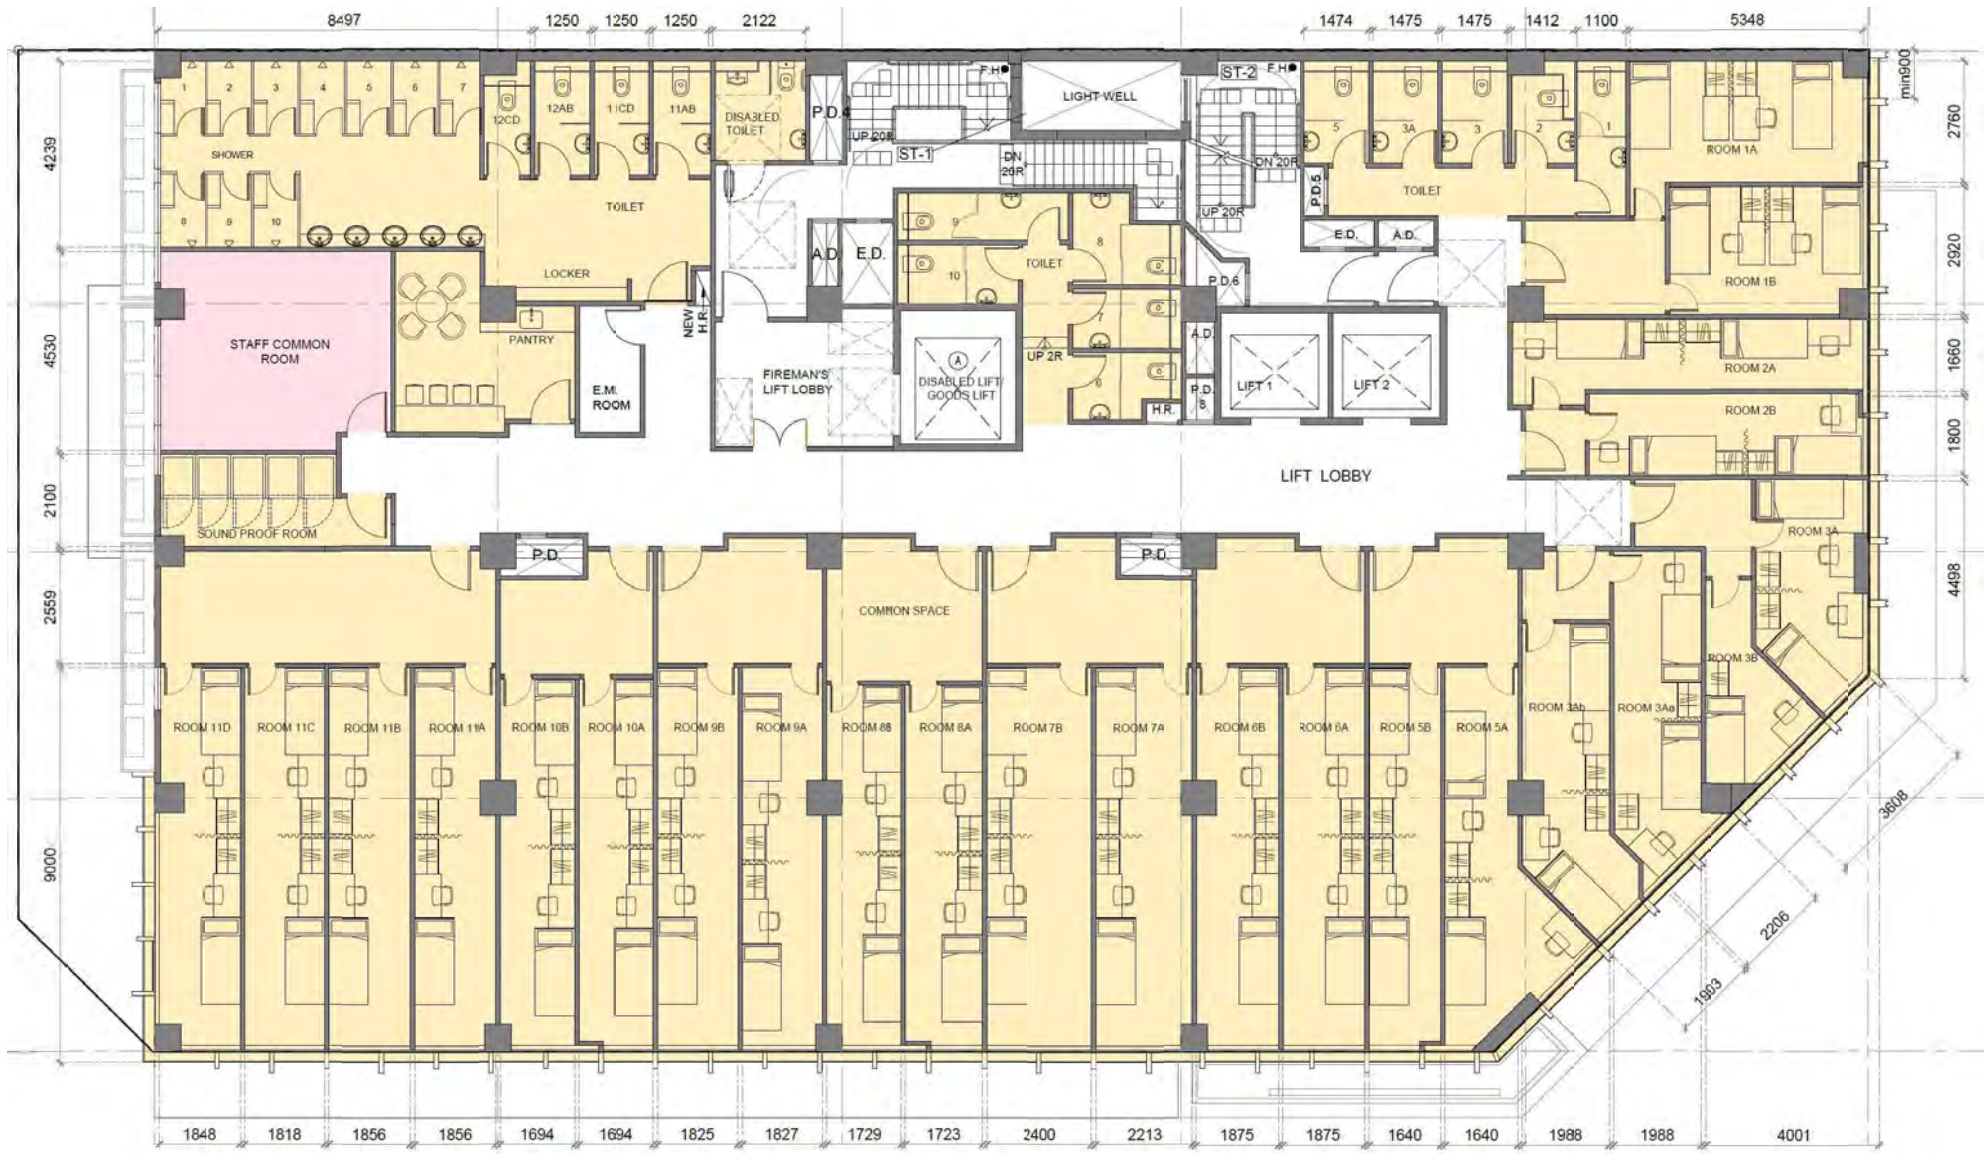 8497
1250
1250
1250
2122
1474
1475
1475
1412
1100
5348
min900
1
2
3
4
5
6
7
12CD
12AB
11CD
11AB
DISABLED
TOILET
P.D.4
F.H
UP 20R
ST-1
LIGHT WELL
ST-2
F.H
5
3A
3
2
1
ROOM 1A
2760
4239
SHOWER
DN
20R
DN 20R
P.D.5
TOILET
8
9
10
TOILET
UP 20R
9
8
E.D.
A.D.
2920
LOCKER
A.D.
E.D.
10
TOILET
P.D.6
ROOM 1B
4530
STAFF COMMON
ROOM
PANTRY
NEW
H.R.
E.M.
ROOM
FIREMAN'S
LIFT LOBBY
A
DISABLED LIFT/
GOODS LIFT
UP 2R
7
6
H.R.
A.D.
P.D.
8
LIFT 1
LIFT 2
ROOM 2A
1660
ROOM 2B
1800
LIFT LOBBY
2100
SOUND PROOF ROOM
ROOM 3A
4498
P.D.
P.D.
2559
COMMON SPACE
ROOM 3B
ROOM 3Ab
ROOM 3Aa
ROOM 11D
ROOM 11C
ROOM 11B
ROOM 11A
ROOM 10B
ROOM 10A
ROOM 9B
ROOM 9A
ROOM 8B
ROOM 8A
ROOM 7B
ROOM 7A
ROOM 6B
ROOM 6A
ROOM 5B
ROOM 5A
9000
3608
2206
1903
1848
1818
1856
1856
1694
1694
1825
1827
1729
1723
2400
2213
1875
1875
1640
1640
1988
1988
4001